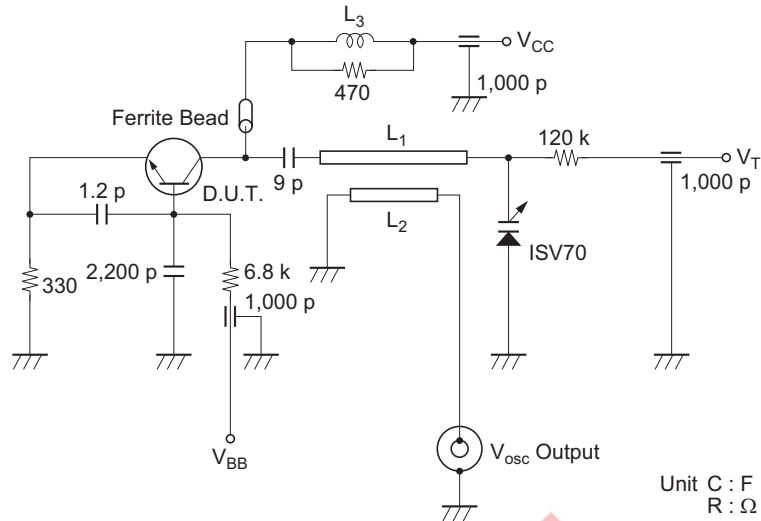 L3
VCC
470
1,000 p
Ferrite Bead
L1
120 k
VT
9 p
1,000 p
1.2 p
D.U.T.
L2
ISV70
330
2,200 p
6.8 k
1,000 p
VBB
Vosc Output
Unit C : F
R : Ω